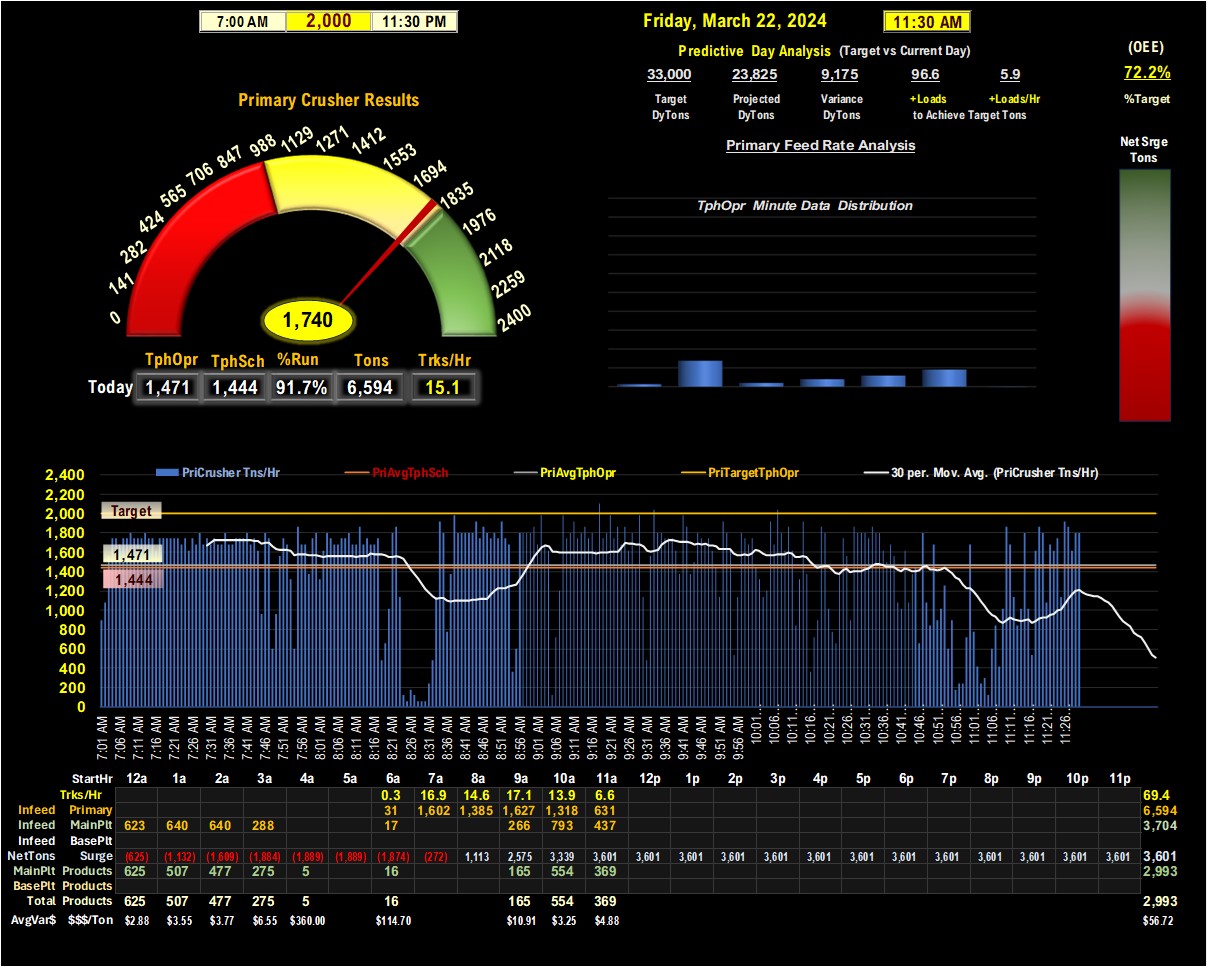 7:00 AM 2,000 11:30 PM
Friday, March 22, 2024 11:30 AM
Predictive Day Analysis (Target vs Current Day)
(OEE)
33,000 23,825 9,175 96.6 5.9
72.2%
Target Projected Variance +Loads +Loads/Hr
%Target
DyTons DyTons DyTons to Achieve Target Tons
Primary Crusher Results
Primary Feed Rate Analysis
Net Srge
Tons
0 141 282 424 565 706 847 988 1129 1271 1412 1553 1694 1835 1976 2118 2259 2400
TphOpr Minute Data Distribution
1,740
TphOpr TphSch %Run Tons Trks/Hr
Today 1,471 1,444 91.7% 6,594 15.1
PriCrusher Tns/Hr PriAvgTphSch PriAvgTphOpr PriTargetTphOpr 30 per. Mov. Avg. (PriCrusher Tns/Hr)
2,400
2,200
2,000
1,800
1,600
1,400
1,200
1,000
800
600
400
200
0
Target
1,471
1,444
7:01 AM 7:06 AM 7:11 AM 7:16 AM 7:21 AM 7:26 AM 7:31 AM 7:36 AM 7:41 AM 7:46 AM 7:51 AM 7:56 AM 8:01 AM 8:06 AM 8:11 AM 8:16 AM 8:21 AM 8:26 AM 8:31 AM 8:36 AM 8:41 AM 8:46 AM 8:51 AM 8:56 AM 9:01 AM 9:06 AM 9:11 AM 9:16 AM 9:21 AM 9:26 AM 9:31 AM 9:36 AM 9:41 AM 9:46 AM 9:51 AM 9:56 AM 10:01... 10:06... 10:11... 10:16... 10:21... 10:26... 10:31... 10:36... 10:41... 10:46... 10:51... 10:56... 11:01... 11:06... 11:11... 11:16... 11:21... 11:26...
StartHr 12a 1a 2a 3a 4a 5a 6a 7a 8a 9a 10a 11a 12p 1p 2p 3p 4p 5p 6p 7p 8p 9p 10p 11p
Trks/Hr 0.3 16.9 14.6 17.1 13.9 6.6 69.4
Infeed Primary 31 1,602 1,385 1,627 1,318 631 6,594
Infeed MainPlt 623 640 640 288 17 266 793 437 3,704
Infeed BasePlt
NetTons Surge (625) (1,132) (1,609) (1,884) (1,889) (1,889) (1,874) (272) 1,113 2,575 3,339 3,601 3,601 3,601 3,601 3,601 3,601 3,601 3,601 3,601 3,601 3,601 3,601 3,601 3,601
MainPlt Products 625 507 477 275 5 16 165 554 369 2,993
BasePlt Products
Total Products 625 507 477 275 5 16 165 554 369 2,993
AvgVar$ $$$/Ton $2.88 $3.55 $3.77 $6.55 $360.00 $114.70 $10.91 $3.25 $4.88 $56.72